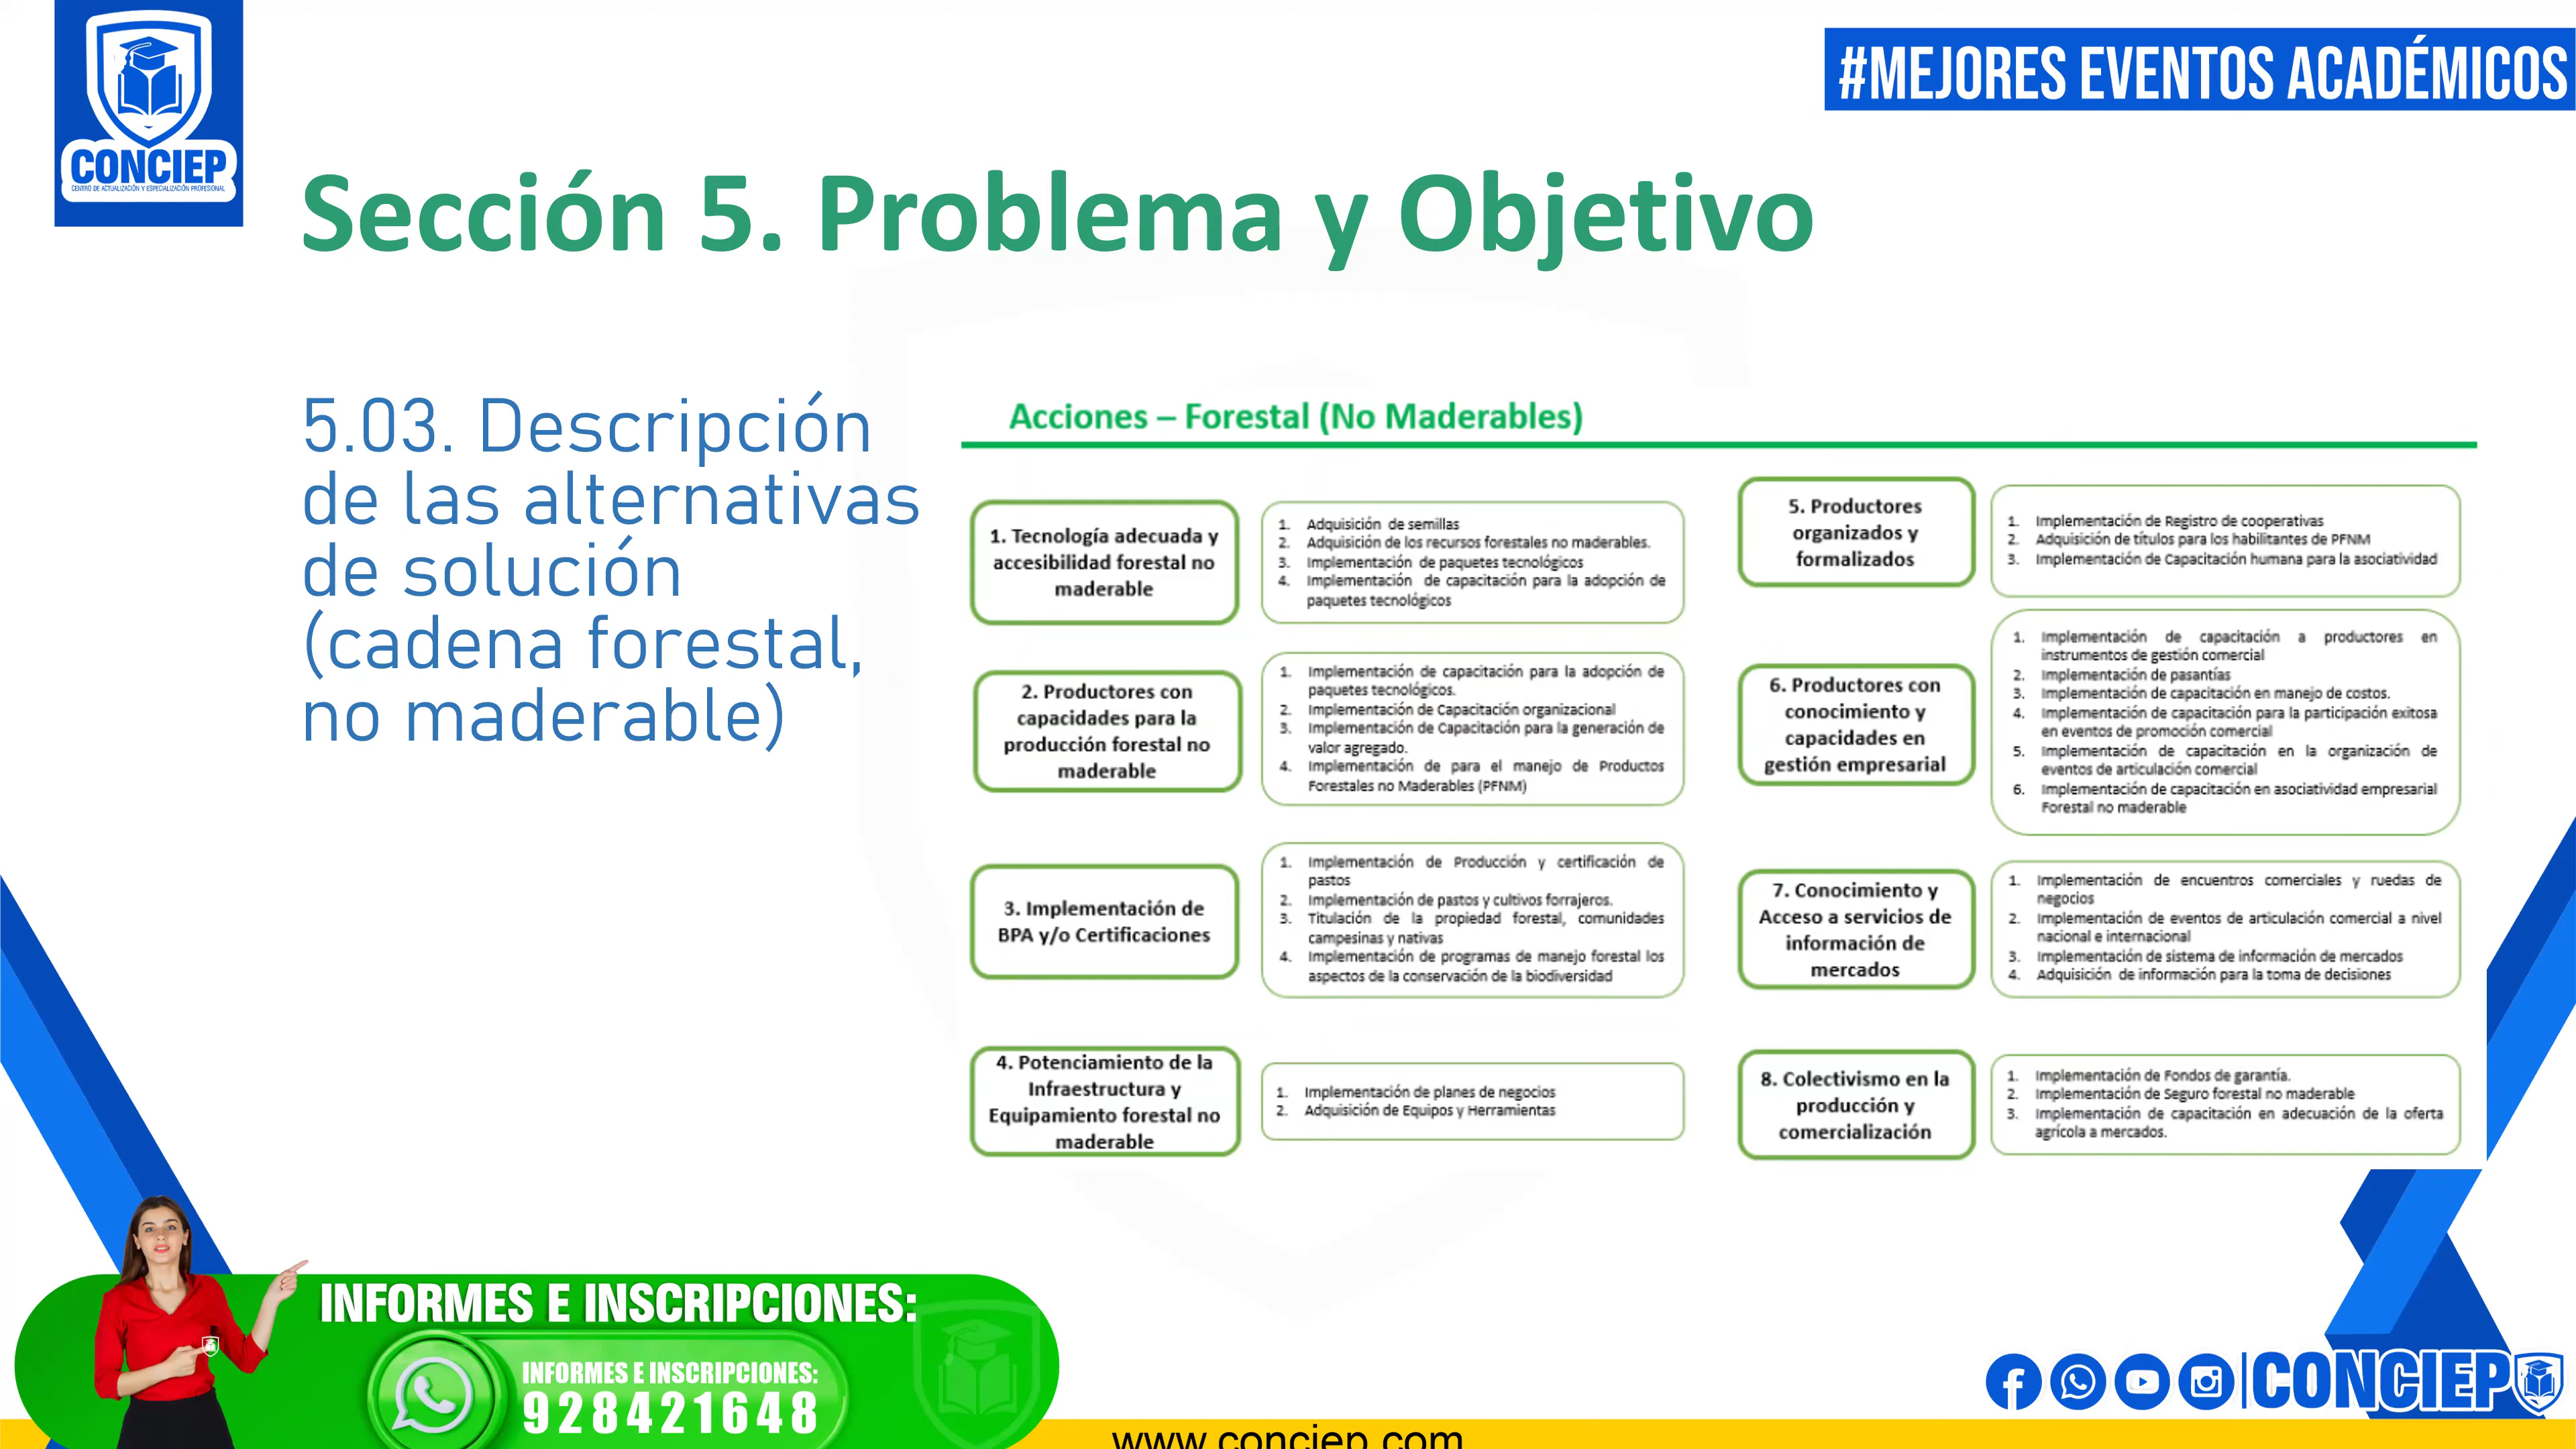 CONCIEP
CENTRO DE ACTUALIZACIÓN Y ESPECIALIZACIÓN PROFESIONAL
#MEJORES EVENTOS ACADÉMICOS
Sección 5. Problema y Objetivo
5.03. Descripción
de las alternativas
de solución
(cadena forestal,
no maderable)
Acciones – Forestal (No Maderables)
1. Tecnología adecuada y
accesibilidad forestal no
maderable
1. Adquisición de semillas
2. Adquisición de los recursos forestales no maderables.
3. Implementación de paquetes tecnológicos
4. Implementación de capacitación para la adopción de
paquetes tecnológicos
2. Productores con
capacidades para la
producción forestal no
maderable
1. Implementación de capacitación para la adopción de
paquetes tecnológicos.
2. Implementación de Capacitación organizacional
3. Implementación de Capacitación para la generación de
valor agregado.
4. Implementación de para el manejo de Productos
Forestales no Maderables (PFNM)
3. Implementación de
BPA y/o Certificaciones
1. Implementación de Producción y certificación de
pastos
2. Implementación de pastos y cultivos forrajeros.
3. Titulación de la propiedad forestal, comunidades
campesinas y nativas
4. Implementación de programas de manejo forestal los
aspectos de la conservación de la biodiversidad
4. Potenciamiento de la
Infraestructura y
Equipamiento forestal no
maderable
1. Implementación de planes de negocios
2. Adquisición de Equipos y Herramientas
5. Productores
organizados y
formalizados
1. Implementación de Registro de cooperativas
2. Adquisición de títulos para los habilitantes de PFNM
3. Implementación de Capacitación humana para la asociatividad
6. Productores con
conocimiento y
capacidades en
gestión empresarial
1. Implementación de capacitación a productores en
instrumentos de gestión comercial
2. Implementación de pasantías
3. Implementación de capacitación en manejo de costos.
4. Implementación de capacitación para la participación exitosa
en eventos de promoción comercial
5. Implementación de capacitación en la organización de
eventos de articulación comercial
6. Implementación de capacitación en asociatividad empresarial
Forestal no maderable
7. Conocimiento y
Acceso a servicios de
información de
mercados
1. Implementación de encuentros comerciales y ruedas de
negocios
2. Implementación de eventos de articulación comercial a nivel
nacional e internacional
3. Implementación de sistema de información de mercados
4. Adquisición de información para la toma de decisiones
8. Colectivismo en la
producción y
comercialización
1. Implementación de Fondos de garantía.
2. Implementación de Seguro forestal no maderable
3. Implementación de capacitación en adecuación de la oferta
agrícola a mercados.
INFORMES E INSCRIPCIONES:
INFORMES E INSCRIPCIONES:
928421648
www.conciep.com
CONCIEP